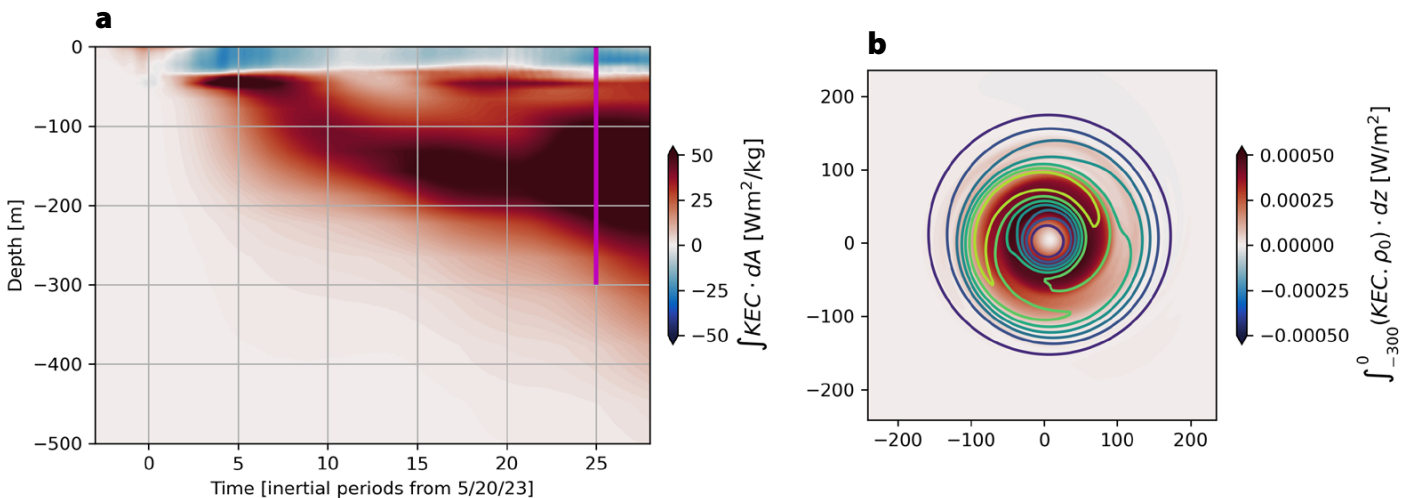 a
0
−100
−200
−300
−400
−500
Depth [m]
0 5 10 15 20 25
Time [inertial periods from 5/20/23]
50
25
0
−25
−50
∫KEC · dA [Wm²/kg]
b
200
100
0
−100
−200
−200 −100 0 100 200
0.00050
0.00025
0.00000
−0.00025
−0.00050
∫⁰₋₃₀₀(KEC. ρ₀) · dz [W/m²]